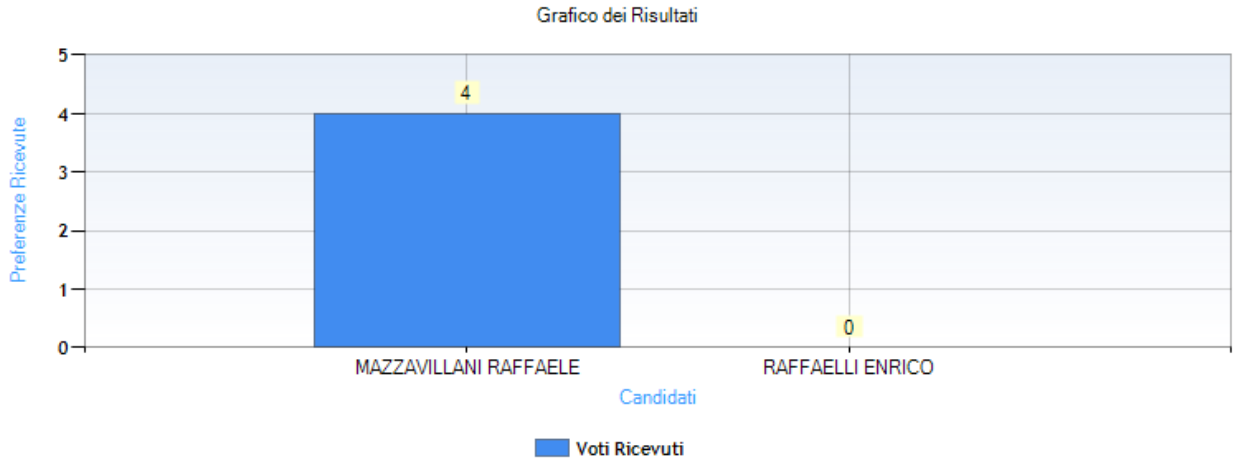 Grafico dei Risultati
5
4
3
2
1
0
Preferenze Ricevute
4
0
MAZZAVILLANI RAFFAELE
RAFFAELLI ENRICO
Candidati
Voti Ricevuti